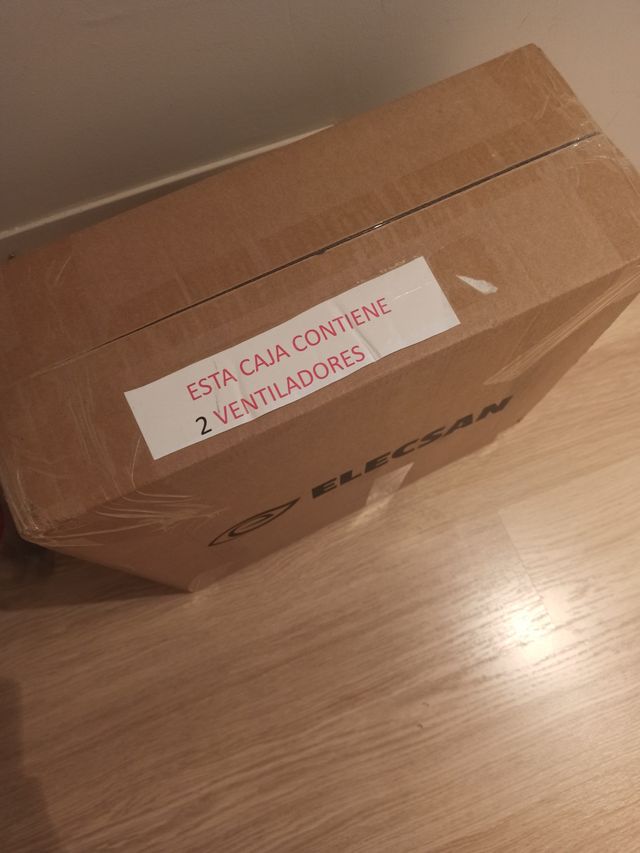 ESTA CAJA CONTIENE
2 VENTILADORES
ELECSAN